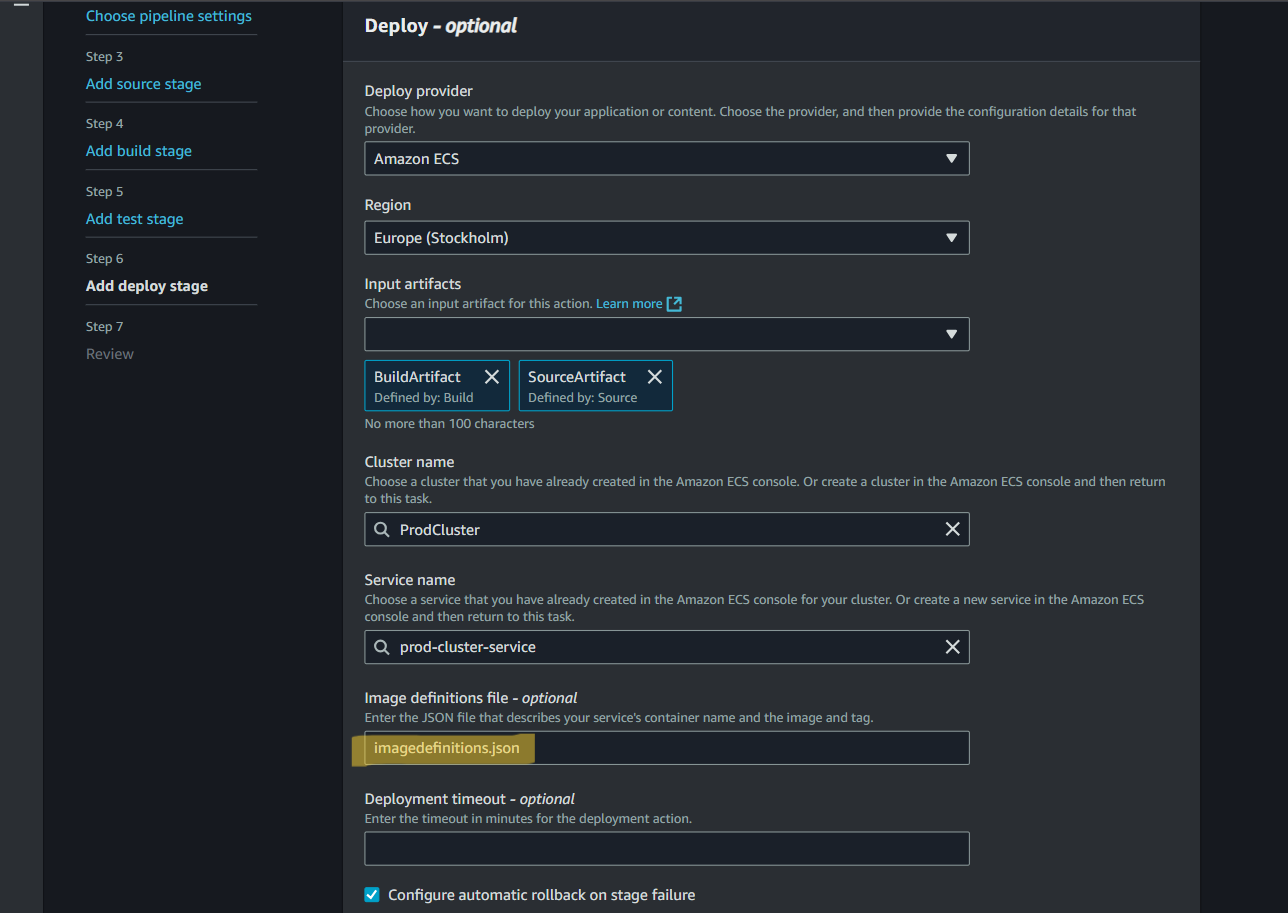 Choose pipeline settings
Step 3
Add source stage
Step 4
Add build stage
Step 5
Add test stage
Step 6
Add deploy stage
Step 7
Review
Deploy - optional
Deploy provider
Choose how you want to deploy your application or content. Choose the provider, and then provide the configuration details for that
provider.
Amazon ECS
Region
Europe (Stockholm)
Input artifacts
Choose an input artifact for this action. Learn more
BuildArtifact
Defined by: Build
SourceArtifact
Defined by: Source
No more than 100 characters
Cluster name
Choose a cluster that you have already created in the Amazon ECS console. Or create a cluster in the Amazon ECS console and then return
to this task.
ProdCluster
Service name
Choose a service that you have already created in the Amazon ECS console for your cluster. Or create a new service in the Amazon ECS
console and then return to this task.
prod-cluster-service
Image definitions file - optional
Enter the JSON file that describes your service's container name and the image and tag.
imagedefinitions.json
Deployment timeout - optional
Enter the timeout in minutes for the deployment action.
Configure automatic rollback on stage failure